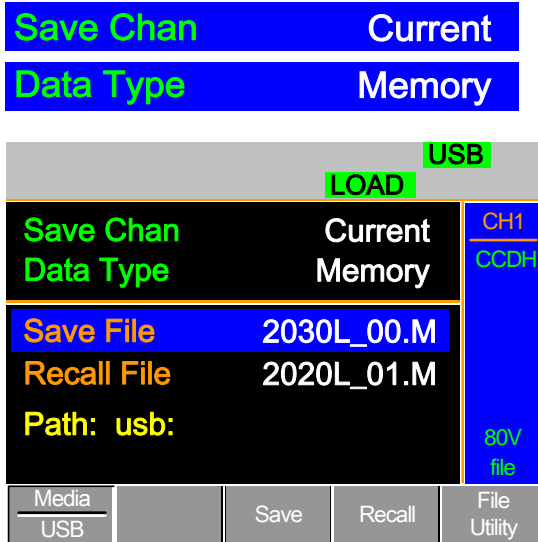 Save Chan Current
Data Type Memory
USB
LOAD
Save Chan Current
Data Type Memory
CH1
CCDH
Save File 2030L_00.M
Recall File 2020L_01.M
Path: usb:
80V
file
Media
USB
Save
Recall
File
Utility